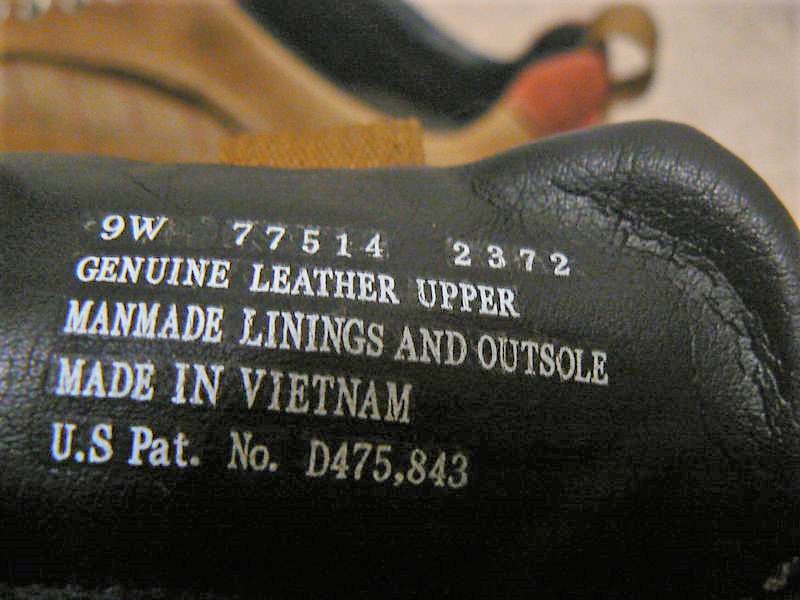 9W 77514 2372
GENUINE LEATHER UPPER
MANMADE LININGS AND OUTSOLE
MADE IN VIETNAM
U.S Pat. No. D475,843